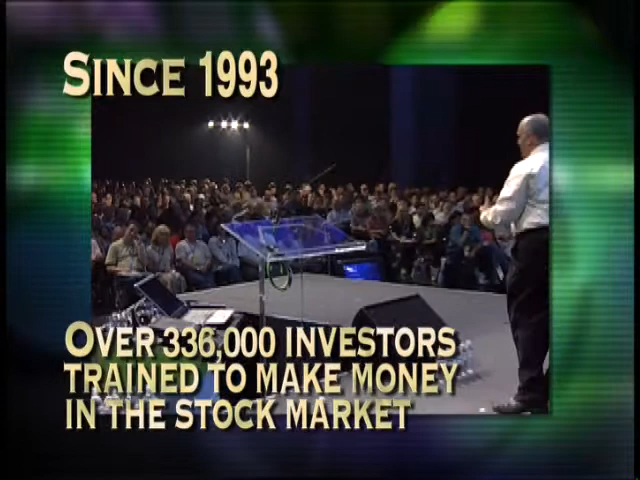 SINCE 1993
OVER 336,000 INVESTORS
TRAINED TO MAKE MONEY
IN THE STOCK MARKET